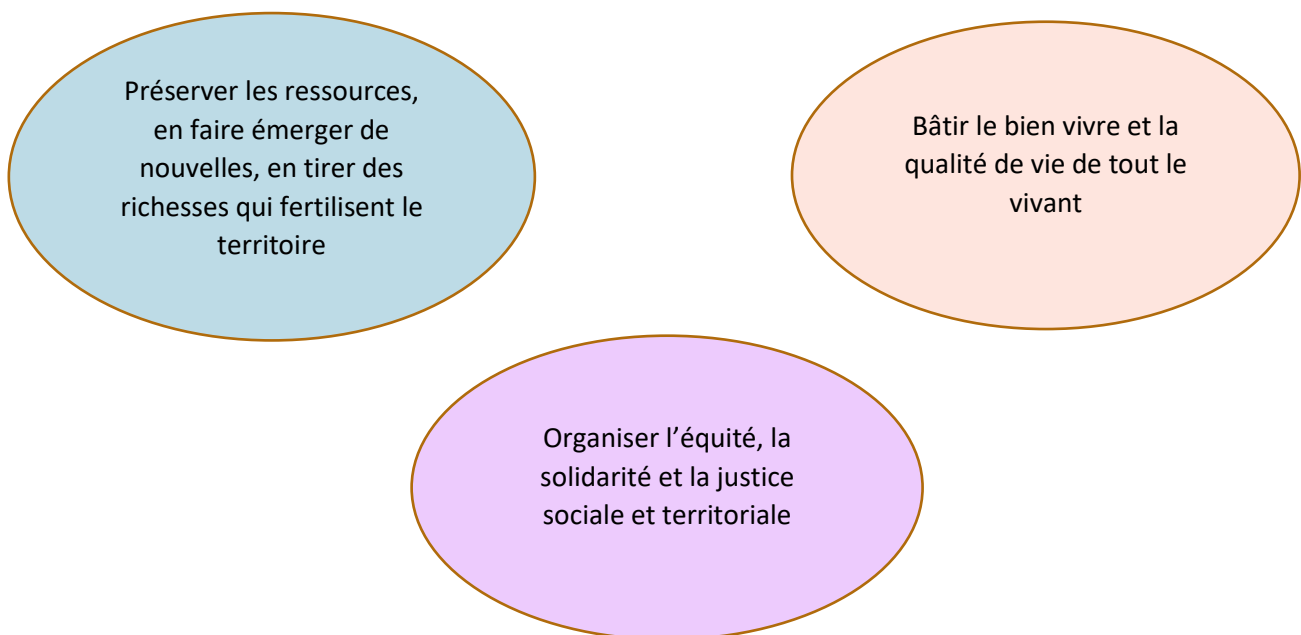 Préserver les ressources,
en faire émerger de
nouvelles, en tirer des
richesses qui fertilisent le
territoire
Bâtir le bien vivre et la
qualité de vie de tout le
vivant
Organiser l’équité, la
solidarité et la justice
sociale et territoriale